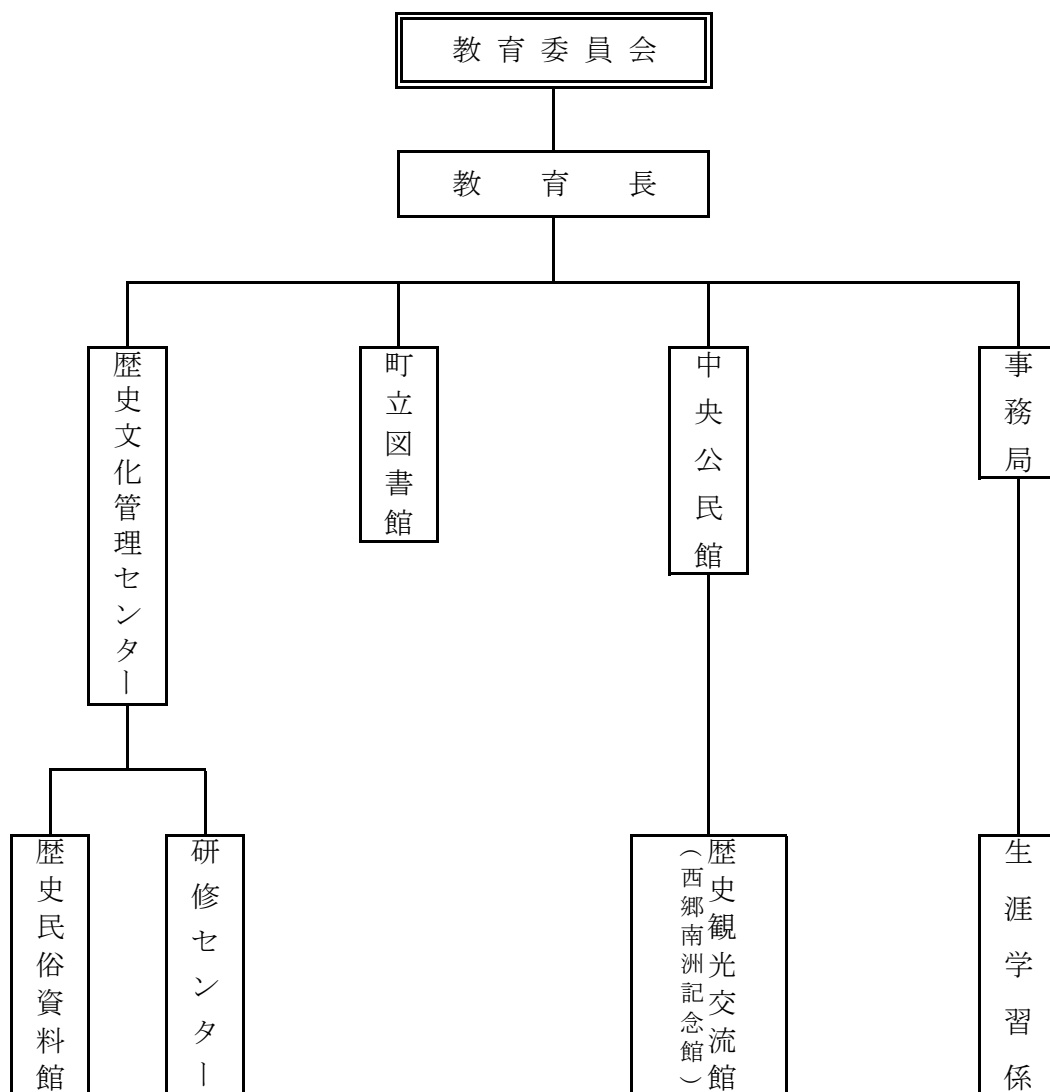 教育委員会
教育長
歴史文化管理センター
町立図書館
中央公民館
事務局
歴史民俗資料館
研修センター
歴史観光交流館
（西郷南洲記念館）
生涯学習係